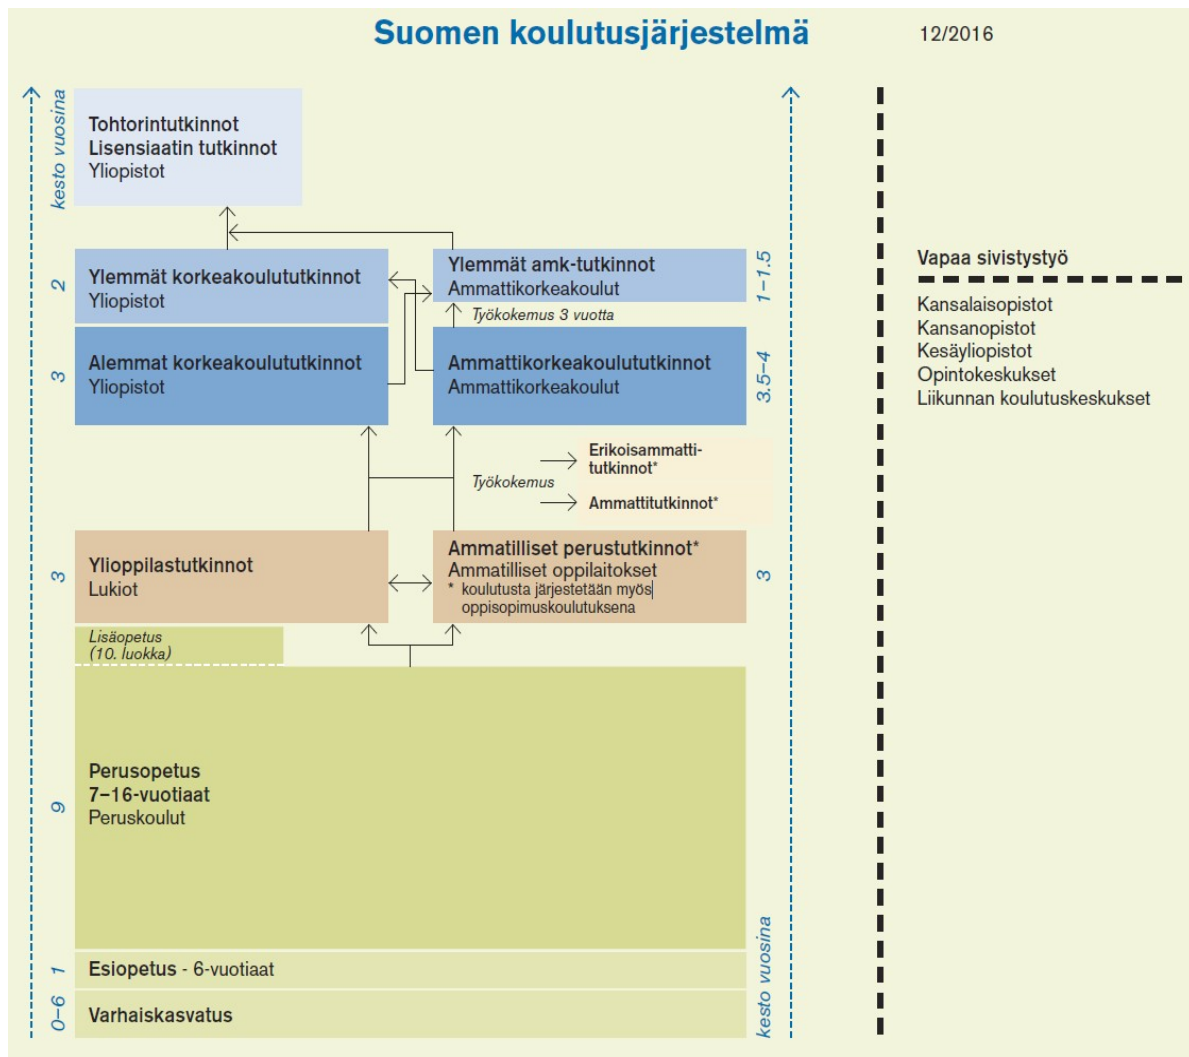 Suomen koulutusjärjestelmä
12/2016
kesto vuosina
Tohtorintutkinnot
Lisensiaatin tutkinnot
Yliopistot
2
Ylemmät korkeakoulututkinnot
Yliopistot
Ylemmät amk-tutkinnot
Ammattikorkeakoulut
1–1.5
Työkokemus 3 vuotta
3
Alemmat korkeakoulututkinnot
Yliopistot
Ammattikorkeakoulututkinnot
Ammattikorkeakoulut
3.5–4
Työkokemus
Erikoisammatti-
tutkinnot*
Ammattitutkinnot*
3
Ylioppilastutkinnot
Lukiot
Ammatilliset perustutkinnot*
Ammatilliset oppilaitokset
* koulutusta järjestetään myös
oppisopimuskoulutuksena
3
Lisäopetus
(10. luokka)
9
Perusopetus
7–16-vuotiaat
Peruskoulut
1
Esiopetus - 6-vuotiaat
0–6
Varhaiskasvatus
kesto vuosina
Vapaa sivistystyö
Kansalaisopistot
Kansanopistot
Kesäyliopistot
Opintokeskukset
Liikunnan koulutuskeskukset